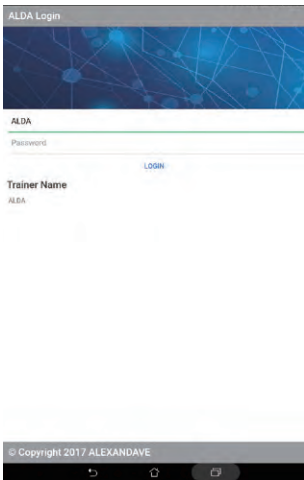 ALDA Login
ALDA
Password
LOGIN
Trainer Name
ALDA
© Copyright 2017 ALEXANDAVE